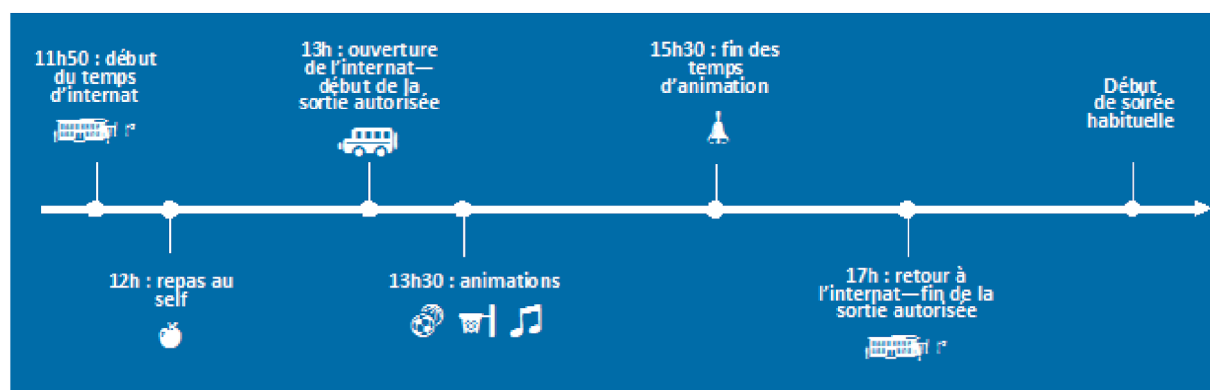 11h50 : début
du temps
d'internat
12h : repas au
self
13h : ouverture
de l'internat—
début de la
sortie autorisée
13h30 : animations
15h30 : fin des
temps
d'animation
17h : retour à
l'internat—fin de la
sortie autorisée
Début
de soirée
habituelle